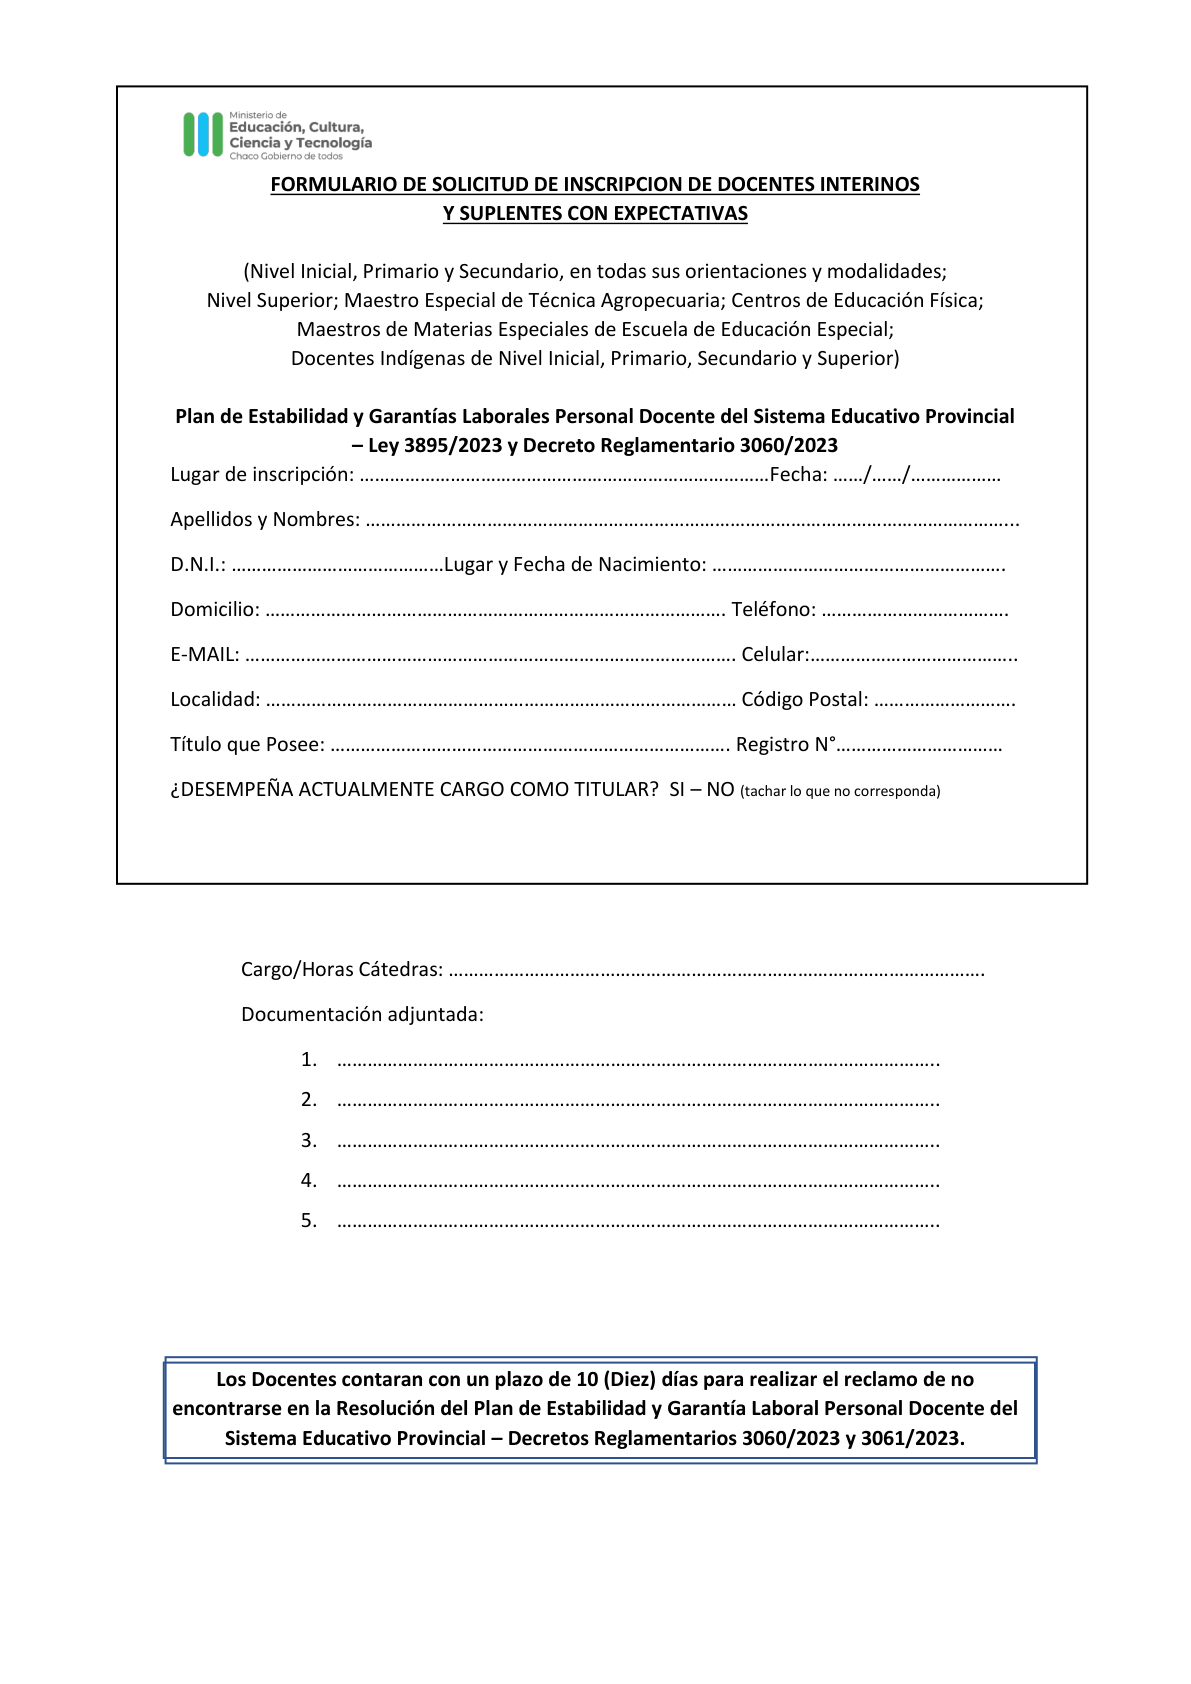 Ministerio de
Educación, Cultura,
Ciencia y Tecnología
Chaco Gobierno de todos
FORMULARIO DE SOLICITUD DE INSCRIPCION DE DOCENTES INTERINOS
Y SUPLENTES CON EXPECTATIVAS
(Nivel Inicial, Primario y Secundario, en todas sus orientaciones y modalidades;
Nivel Superior; Maestro Especial de Técnica Agropecuaria; Centros de Educación Física;
Maestros de Materias Especiales de Escuela de Educación Especial;
Docentes Indígenas de Nivel Inicial, Primario, Secundario y Superior)
Plan de Estabilidad y Garantías Laborales Personal Docente del Sistema Educativo Provincial
– Ley 3895/2023 y Decreto Reglamentario 3060/2023
Lugar de inscripción: ………………………………………………………………………Fecha: ……/……/………………
Apellidos y Nombres: …………………………………………………………………………………………………………………...
D.N.I.: ……………………………………Lugar y Fecha de Nacimiento: ………………………………………………….
Domicilio: ………………………………………………………………………………. Teléfono: ……………………………….
E-MAIL: ……………………………………………………………………………………. Celular:…………………………………..
Localidad: ………………………………………………………………………………… Código Postal: ……………………….
Título que Posee: ……………………………………………………………………. Registro N°……………………………
¿DESEMPEÑA ACTUALMENTE CARGO COMO TITULAR?  SI – NO (tachar lo que no corresponda)
Cargo/Horas Cátedras: …………………………………………………………………………………………….
Documentación adjuntada:
1. ………………………………………………………………………………………………………..
2. ………………………………………………………………………………………………………..
3. ………………………………………………………………………………………………………..
4. ………………………………………………………………………………………………………..
5. ………………………………………………………………………………………………………..
Los Docentes contaran con un plazo de 10 (Diez) días para realizar el reclamo de no
encontrarse en la Resolución del Plan de Estabilidad y Garantía Laboral Personal Docente del
Sistema Educativo Provincial – Decretos Reglamentarios 3060/2023 y 3061/2023.